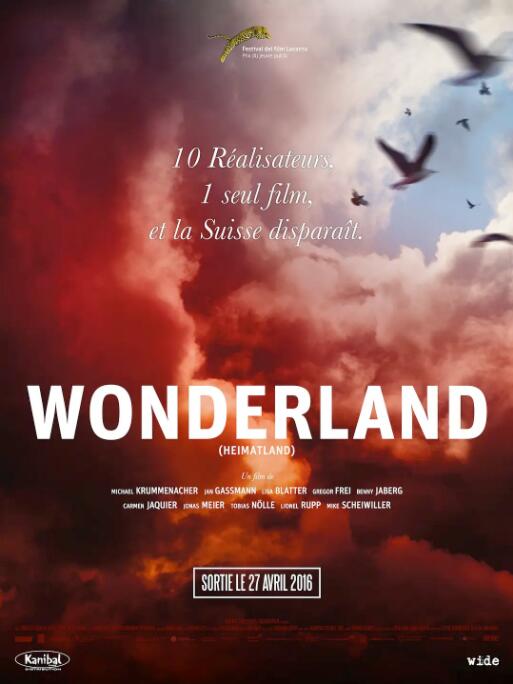 Festival del film Locarno
Prix du jeune public
10 Réalisateurs,
1 seul film,
et la Suisse disparaît.
WONDERLAND
(HEIMATLAND)
Un film de
MICHAEL KRUMMENACHER JAN GASSMANN LISA BLATTER GREGOR FREI BENNY JABERG
CARMEN JAQUIER JONAS MEIER TOBIAS NÖLLE LIONEL RUPP MIKE SCHEIWILLER
SORTIE LE 27 AVRIL 2016
Kanibal
DISTRIBUTION
wide